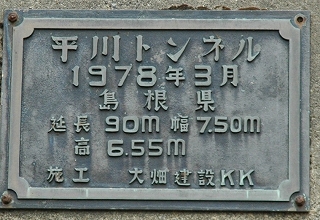 平川トンネル
1978年3月
島根県
延長 90m 幅 7.50m
高 6.55m
施工 大畑建設KK